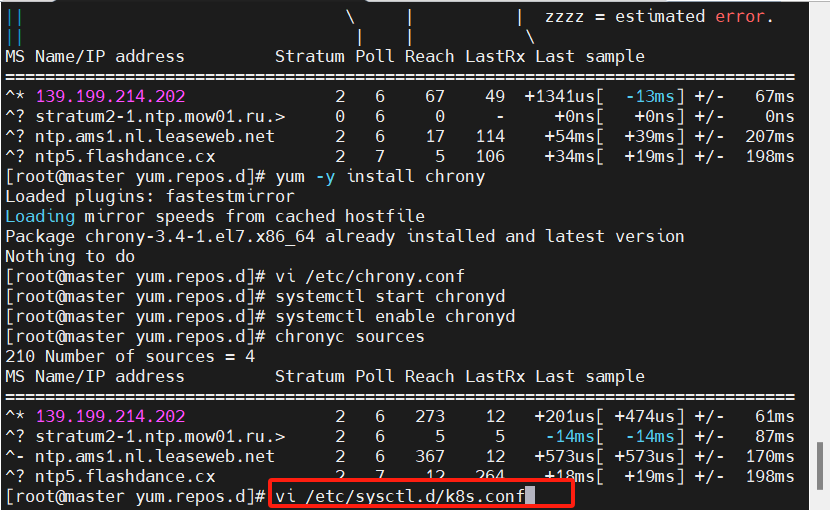 ||                                 \     |          |  zzzz = estimated error.
||                                  |    |           \
MS Name/IP address         Stratum Poll Reach LastRx Last sample
===============================================================================
^* 139.199.214.202               2   6    67    49  +1341us[  -13ms] +/-   67ms
^? stratum2-1.ntp.mow01.ru.>     0   6     0     -     +0ns[   +0ns] +/-    0ns
^? ntp.ams1.nl.leaseweb.net      2   6    17   114    +54ms[  +39ms] +/-  207ms
^? ntp5.flashdance.cx            2   7     5   106    +34ms[  +19ms] +/-  198ms
[root@master yum.repos.d]# yum -y install chrony
Loaded plugins: fastestmirror
Loading mirror speeds from cached hostfile
Package chrony-3.4-1.el7.x86_64 already installed and latest version
Nothing to do
[root@master yum.repos.d]# vi /etc/chrony.conf
[root@master yum.repos.d]# systemctl start chronyd
[root@master yum.repos.d]# systemctl enable chronyd
[root@master yum.repos.d]# chronyc sources
210 Number of sources = 4
MS Name/IP address         Stratum Poll Reach LastRx Last sample
===============================================================================
^* 139.199.214.202               2   6   273    12   +201us[ +474us] +/-   61ms
^? stratum2-1.ntp.mow01.ru.>     2   6     5     5    -14ms[  -14ms] +/-   87ms
^- ntp.ams1.nl.leaseweb.net      2   6   367    12   +573us[ +573us] +/-  170ms
^? ntp5.flashdance.cx            2   7    12   264    +18ms[  +19ms] +/-  198ms
[root@master yum.repos.d]# vi /etc/sysctl.d/k8s.conf